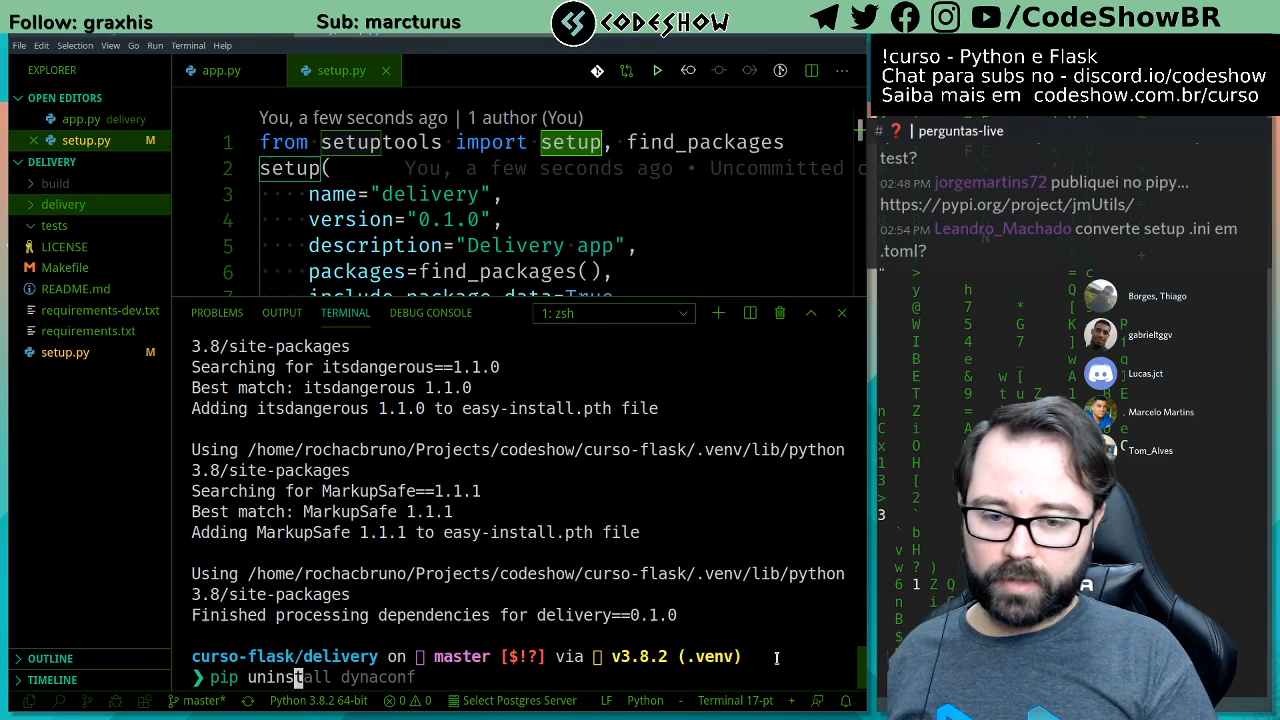 Follow: graxhis
Sub: marcturus
CODESHOW
/CodeShowBR
File Edit Selection View Go Run Terminal Help
!curso - Python e Flask
Chat para subs no - discord.io/codeshow
Saiba mais em codeshow.com.br/curso
EXPLORER
app.py
setup.py
OPEN EDITORS
app.py delivery
setup.py M
DELIVERY
build
delivery
tests
LICENSE
Makefile
README.md
requirements-dev.txt
requirements.txt
setup.py M
You, a few seconds ago | 1 author (You)
1 from setuptools import setup, find_packages
2 setup( You, a few seconds ago • Uncommitted c
3 name="delivery",
4 version="0.1.0",
5 description="Delivery app",
6 packages=find_packages(),
7 include_package_data=True
PROBLEMS OUTPUT TERMINAL DEBUG CONSOLE 1: zsh
3.8/site-packages
Searching for itsdangerous==1.1.0
Best match: itsdangerous 1.1.0
Adding itsdangerous 1.1.0 to easy-install.pth file
Using /home/rochacbruno/Projects/codeshow/curso-flask/.venv/lib/python
3.8/site-packages
Searching for MarkupSafe==1.1.1
Best match: MarkupSafe 1.1.1
Adding MarkupSafe 1.1.1 to easy-install.pth file
Using /home/rochacbruno/Projects/codeshow/curso-flask/.venv/lib/python
3.8/site-packages
Finished processing dependencies for delivery==0.1.0
curso-flask/delivery on master [$!?] via v3.8.2 (.venv)
❯ pip uninstall dynaconf
OUTLINE
TIMELINE
master* Python 3.8.2 64-bit 0 0 Select Postgres Server LF Python - Terminal 17-pt +
# ❓ | perguntas-live
test?
02:48 PM jorgemartins72 publiquei no pipy...
https://pypi.org/project/jmUtils/
02:54 PM Leandro_Machado converte setup .ini em
.toml?
Borges, Thiago
gabrieltggv
Lucas.jct
Marcelo Martins
Tom_Alves